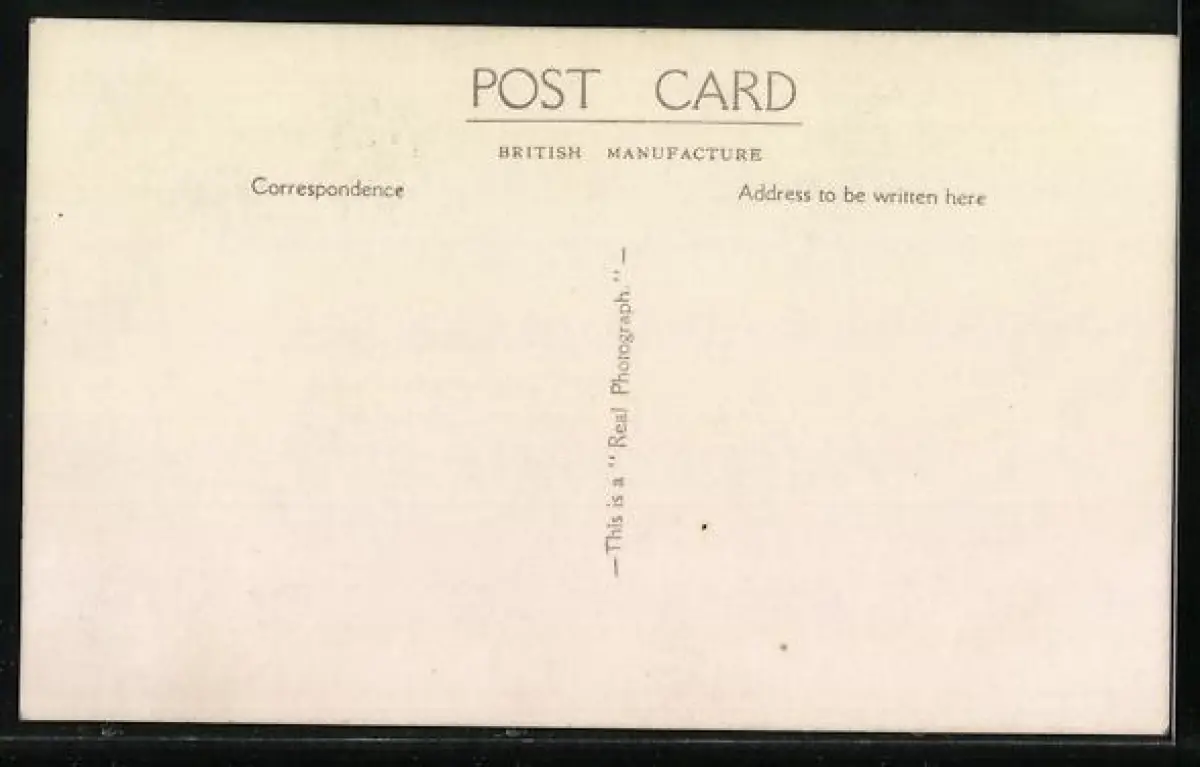 POST CARD
BRITISH MANUFACTURE
Correspondence
Address to be written here
—This is a "Real Photograph."—